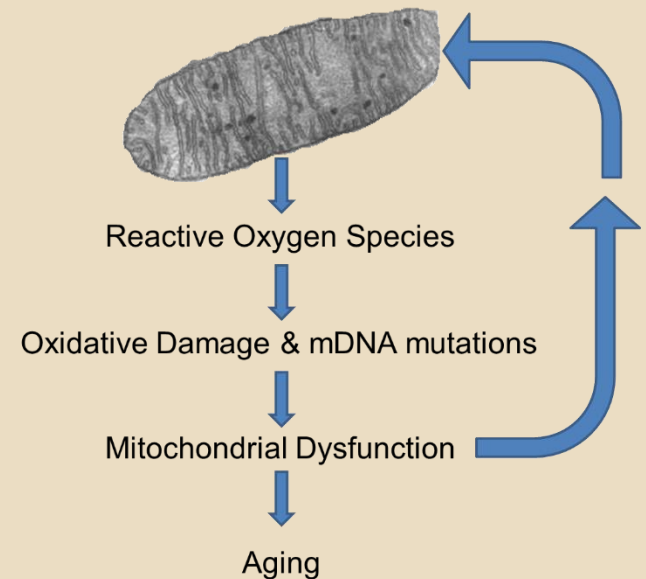 Reactive Oxygen Species
Oxidative Damage & mDNA mutations
Mitochondrial Dysfunction
Aging